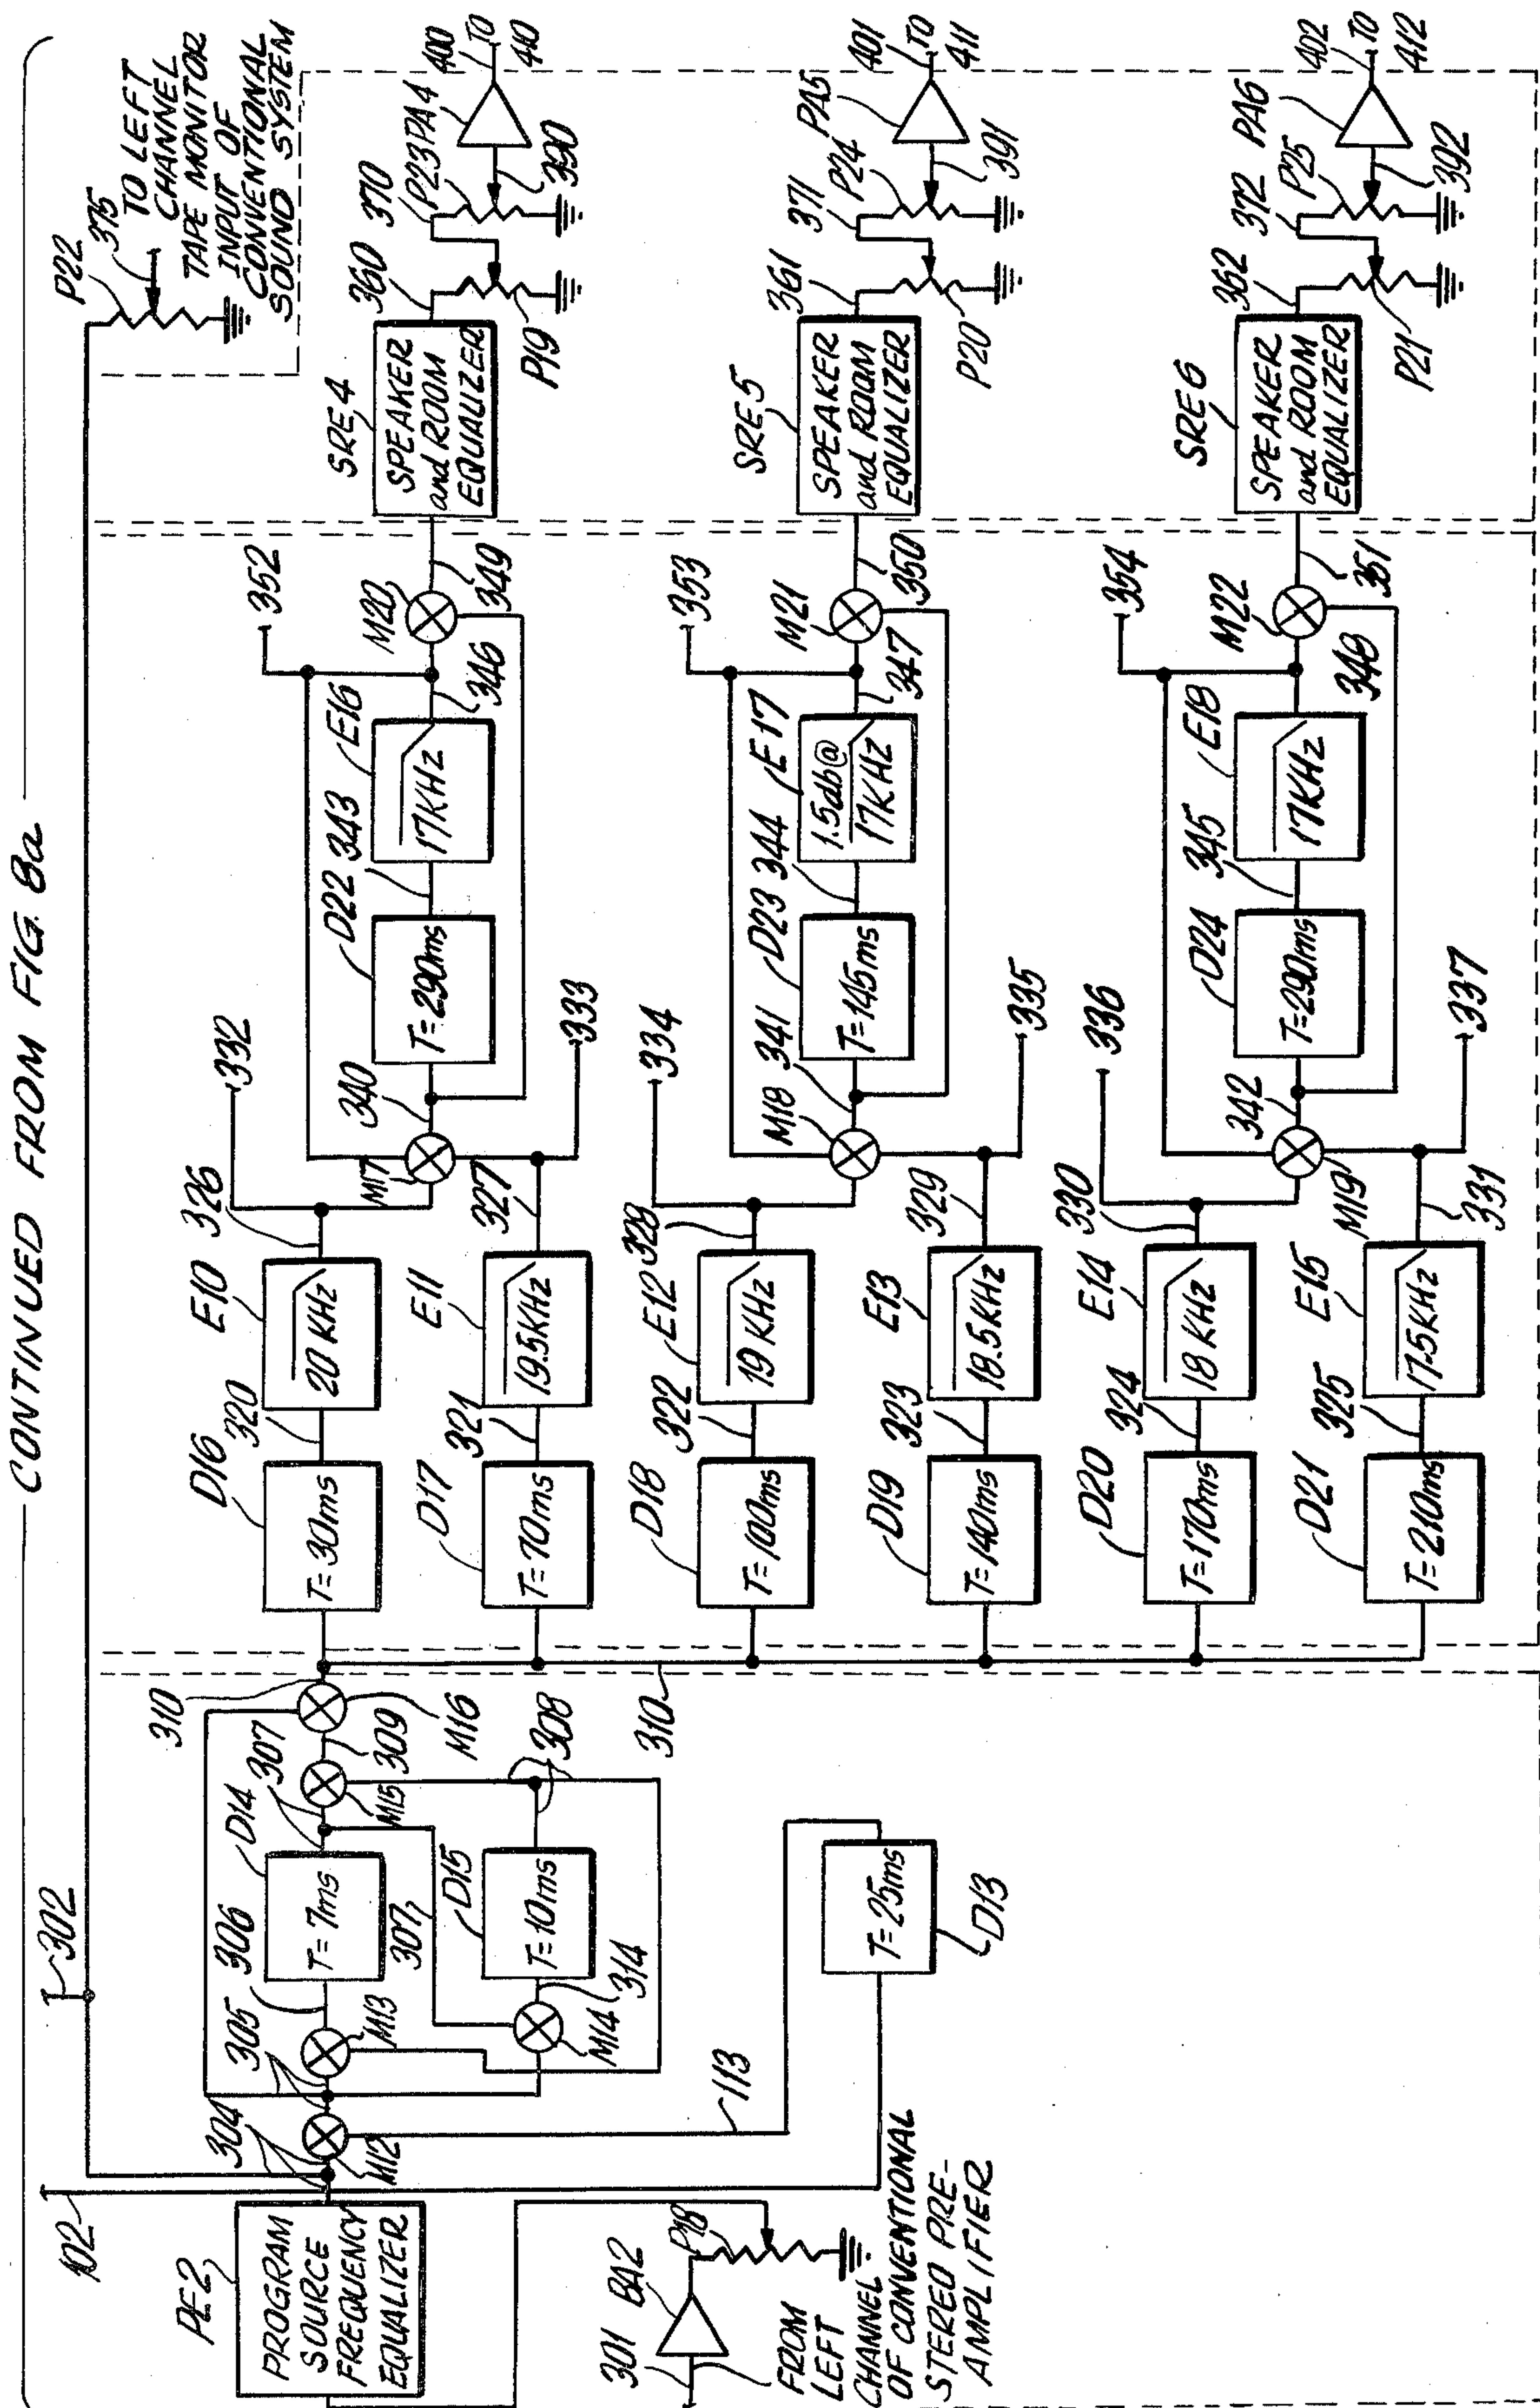 CONTINUED FROM FIG. 8a
102
302
P22
375
TO LEFT
CHANNEL
TAPE MONITOR
INPUT OF
CONVENTIONAL
SOUND SYSTEM
PE2
PROGRAM
SOURCE
FREQUENCY
EQUALIZER
304
M12
305
M13
306
T=7ms
D14
307
M15
309
M16
310
307
M14
314
D15
T=10ms
308
310
113
T=25ms
D13
301
BA2
P18
FROM
LEFT
CHANNEL
OF CONVENTIONAL
STEREO PRE-
AMPLIFIER
D16
T=30ms
320
E10
20 KHz
326
332
D17
T=70ms
321
E11
19.5KHz
327
333
M17
340
D22
T=290ms
343
E16
17KHz
346
352
M20
349
SRE4
SPEAKER
and ROOM
EQUALIZER
360
P19
370
P23
PA4
390
400
TO
410
D18
T=100ms
322
E12
19 KHz
328
334
D19
T=140ms
323
E13
18.5KHz
329
335
M18
341
D23
T=145ms
344
E17
1.5db@
17KHz
347
353
M21
350
SRE5
SPEAKER
and ROOM
EQUALIZER
361
P20
371
P24
PA5
391
401
TO
411
D20
T=170ms
324
E14
18 KHz
330
336
D21
T=210ms
325
E15
17.5KHz
331
337
M19
342
D24
T=290ms
345
E18
17KHz
348
354
M22
351
SRE6
SPEAKER
and ROOM
EQUALIZER
362
P21
372
P25
PA6
392
402
TO
412